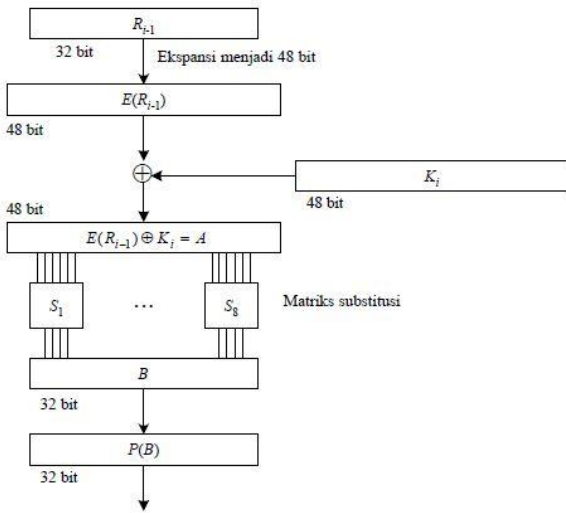 R_{i-1}
32 bit
Ekspansi menjadi 48 bit
E(R_{i-1})
48 bit
⊕
K_i
48 bit
48 bit
E(R_{i-1}) ⊕ K_i = A
S_1 ... S_8
Matriks substitusi
B
32 bit
P(B)
32 bit